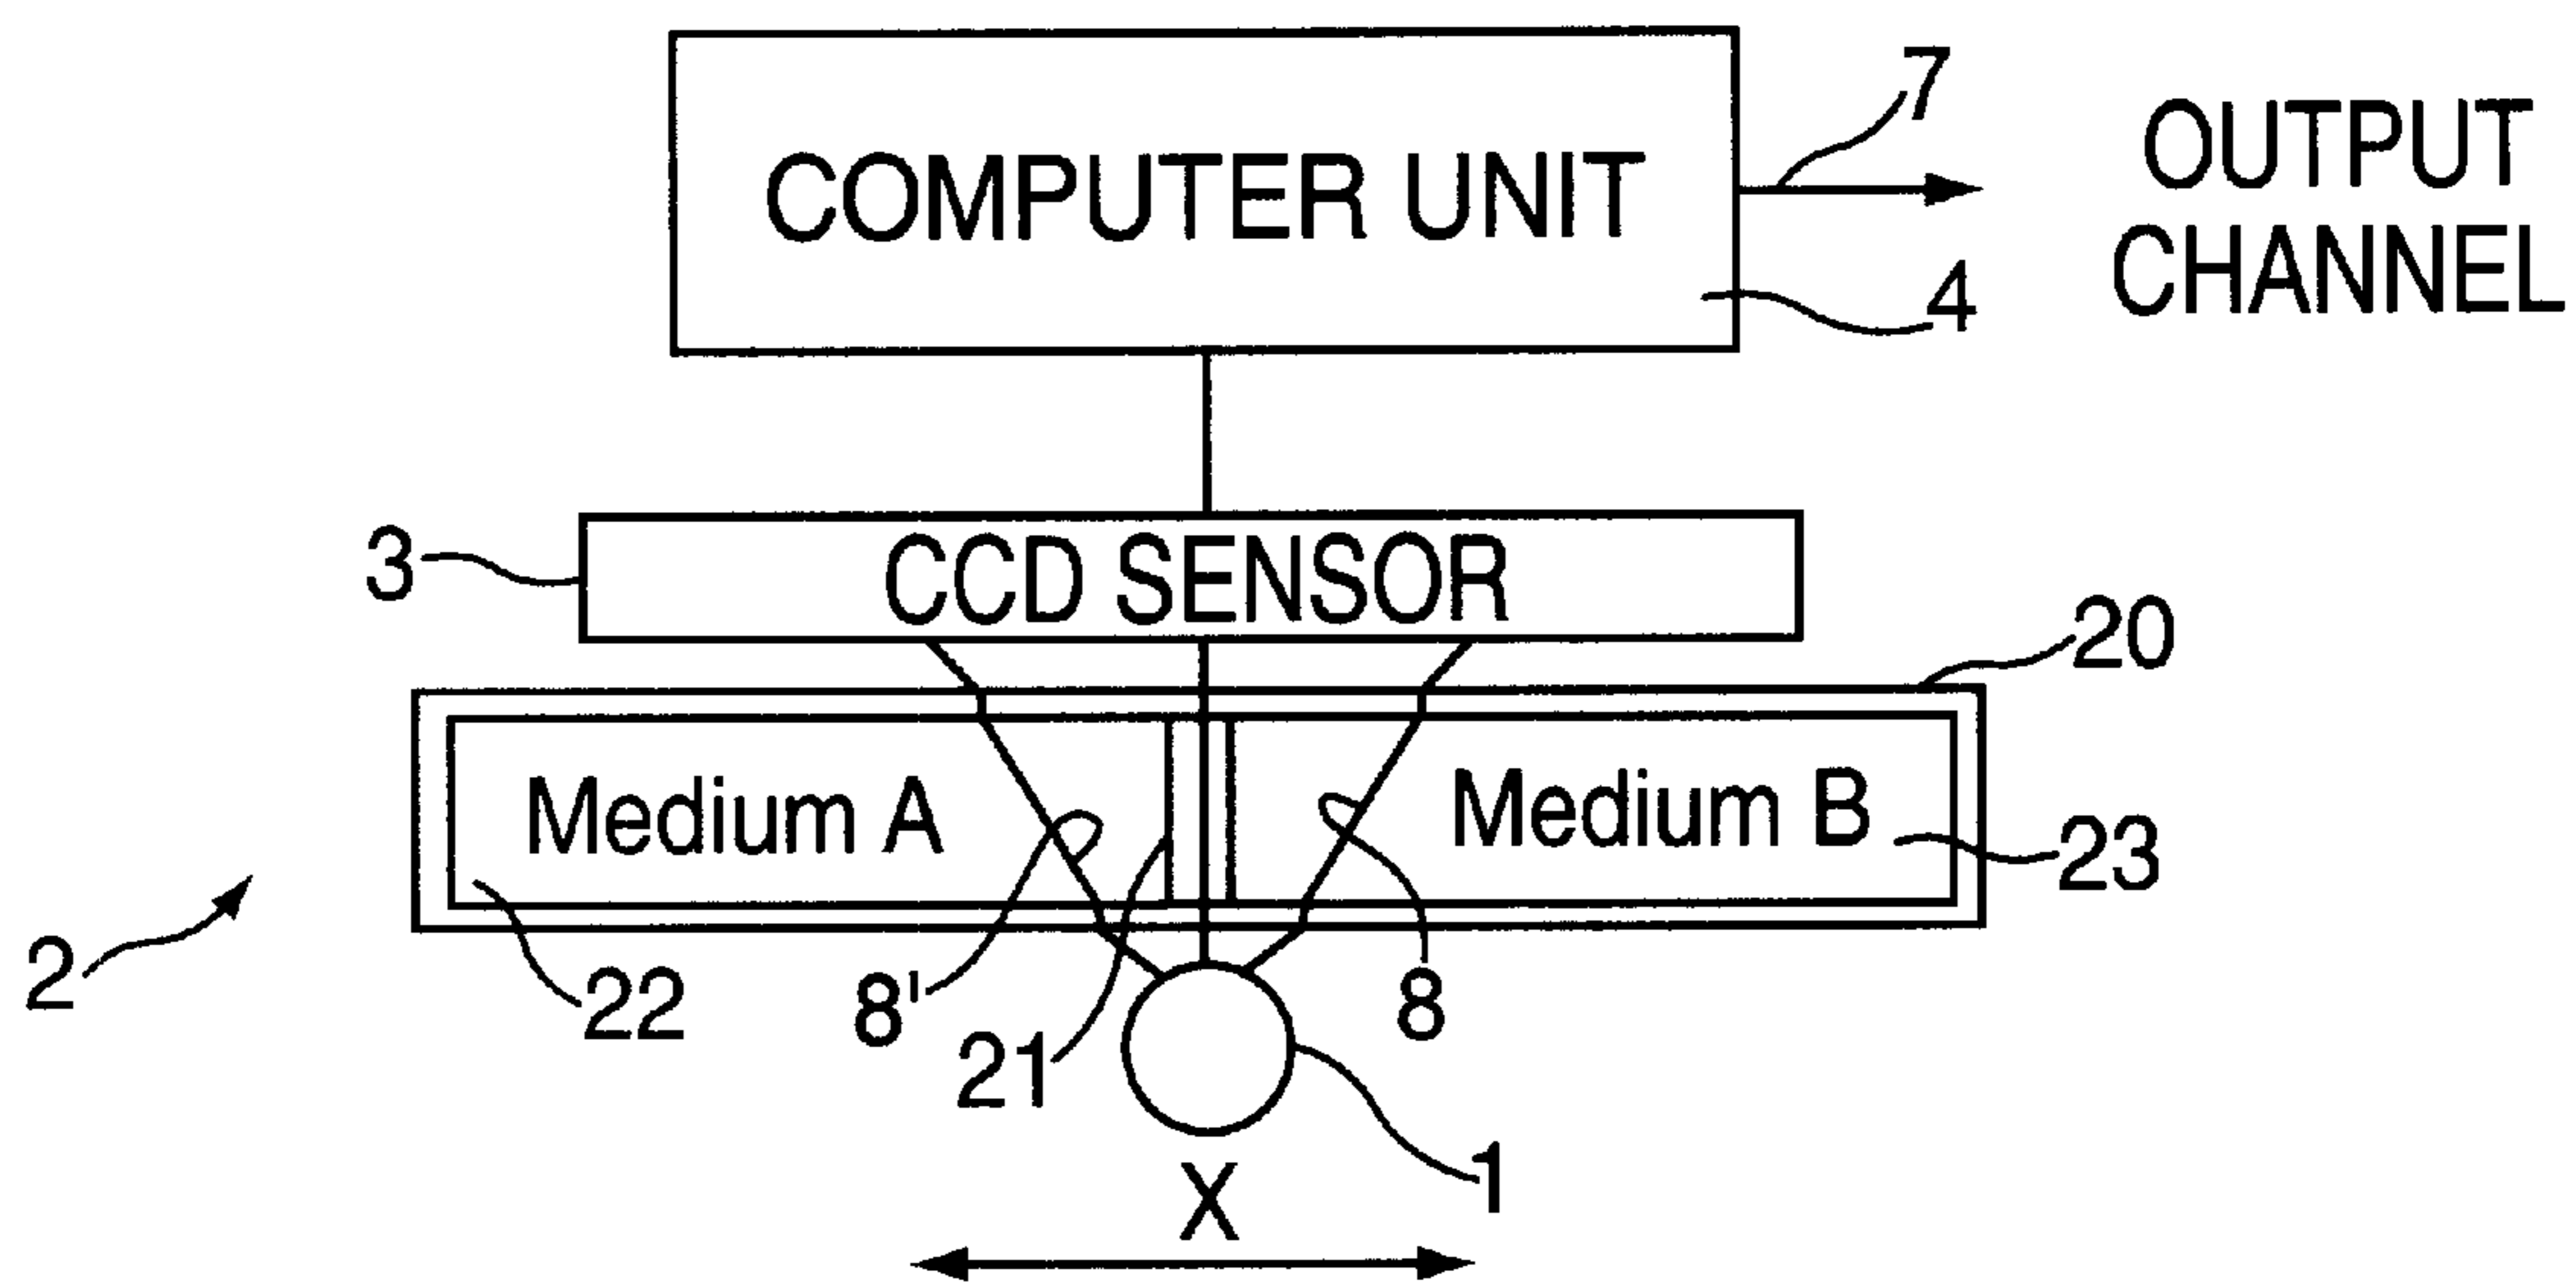 COMPUTER UNIT
7
OUTPUT
CHANNEL
4
3
CCD SENSOR
20
Medium A
Medium B
23
2
22
8'
21
8
1
X